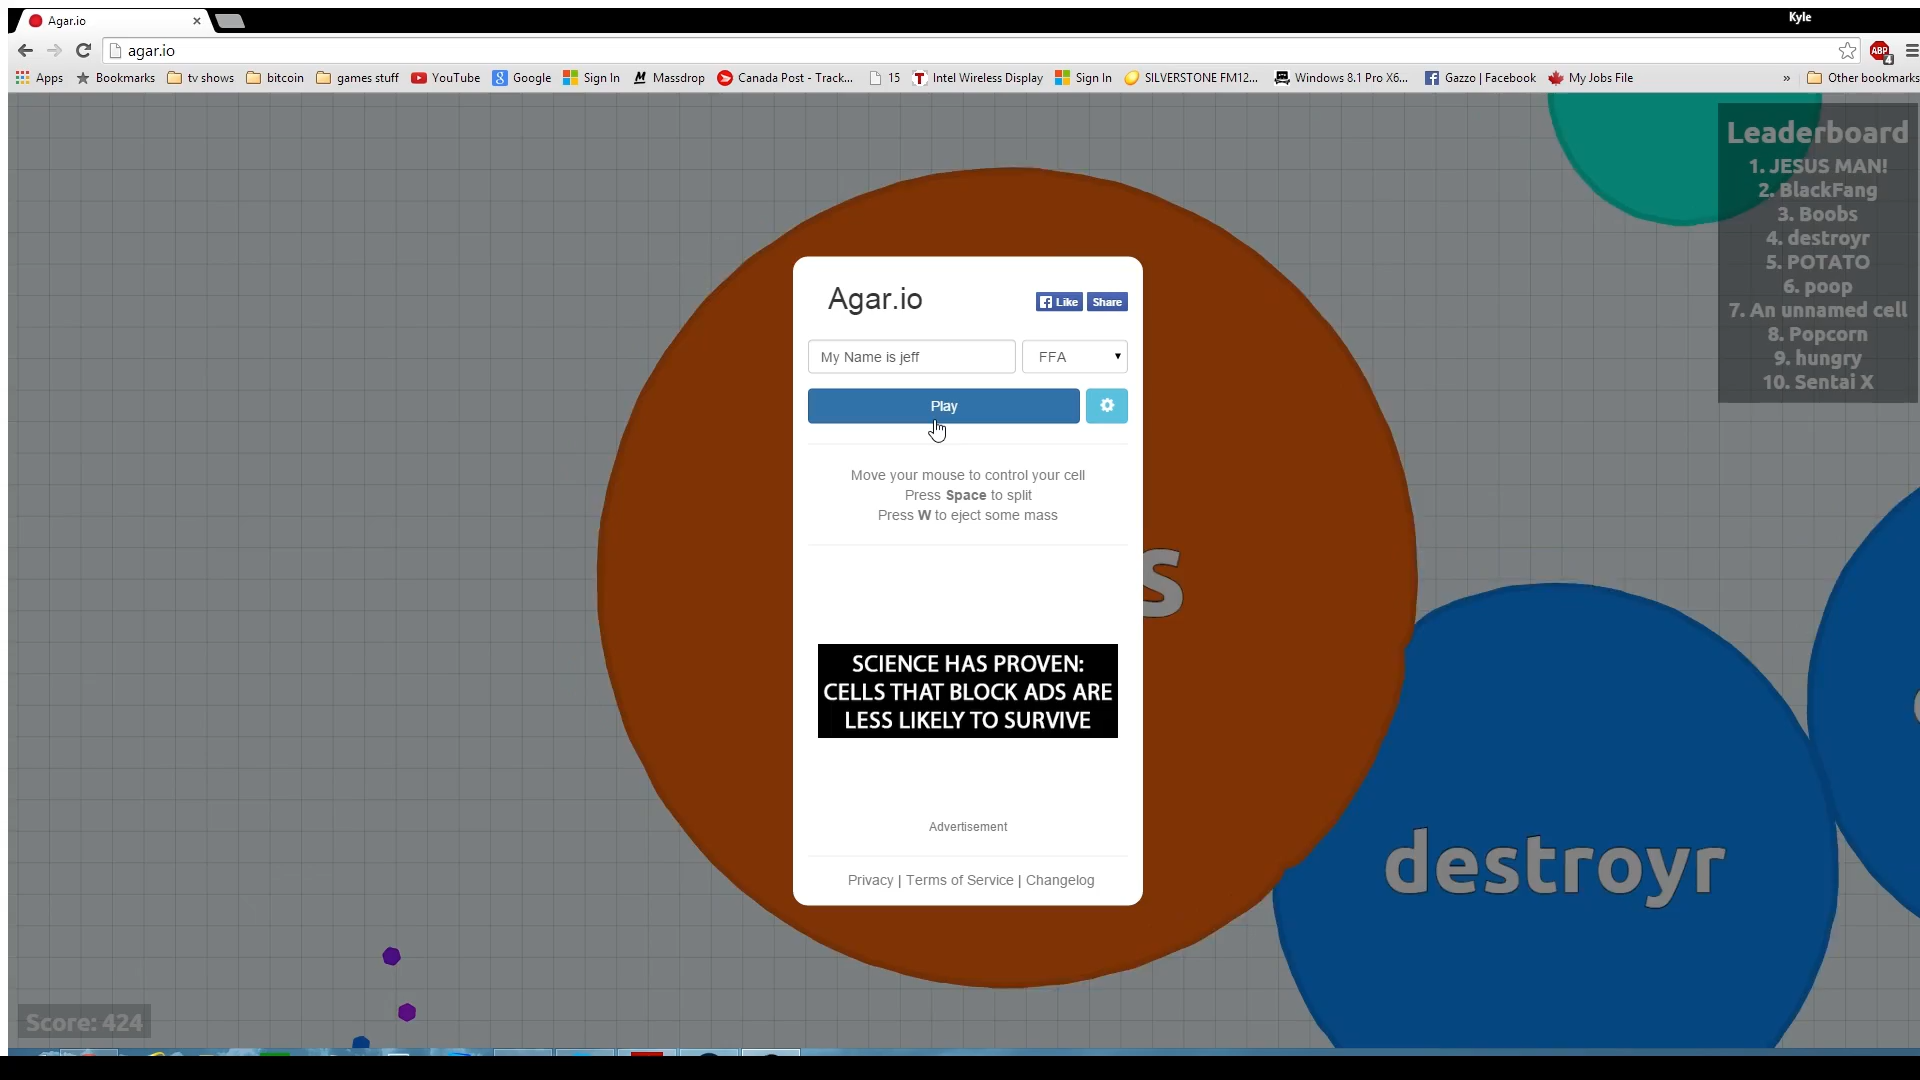 Agar.io
Kyle
agar.io
ABP
4
Apps
Bookmarks
tv shows
bitcoin
games stuff
YouTube
Google
Sign In
Massdrop
Canada Post - Track...
15
Intel Wireless Display
Sign In
SILVERSTONE FM12...
Windows 8.1 Pro X6...
Gazzo | Facebook
My Jobs File
»
Other bookmarks
Leaderboard
1. JESUS MAN!
2. BlackFang
3. Boobs
4. destroyr
5. POTATO
6. poop
7. An unnamed cell
8. Popcorn
9. hungry
10. Sentai X
Agar.io
Like
Share
My Name is jeff
FFA
Play
Move your mouse to control your cell
Press Space to split
Press W to eject some mass
s
SCIENCE HAS PROVEN:
CELLS THAT BLOCK ADS ARE
LESS LIKELY TO SURVIVE
Advertisement
destroyr
Privacy | Terms of Service | Changelog
Score: 424